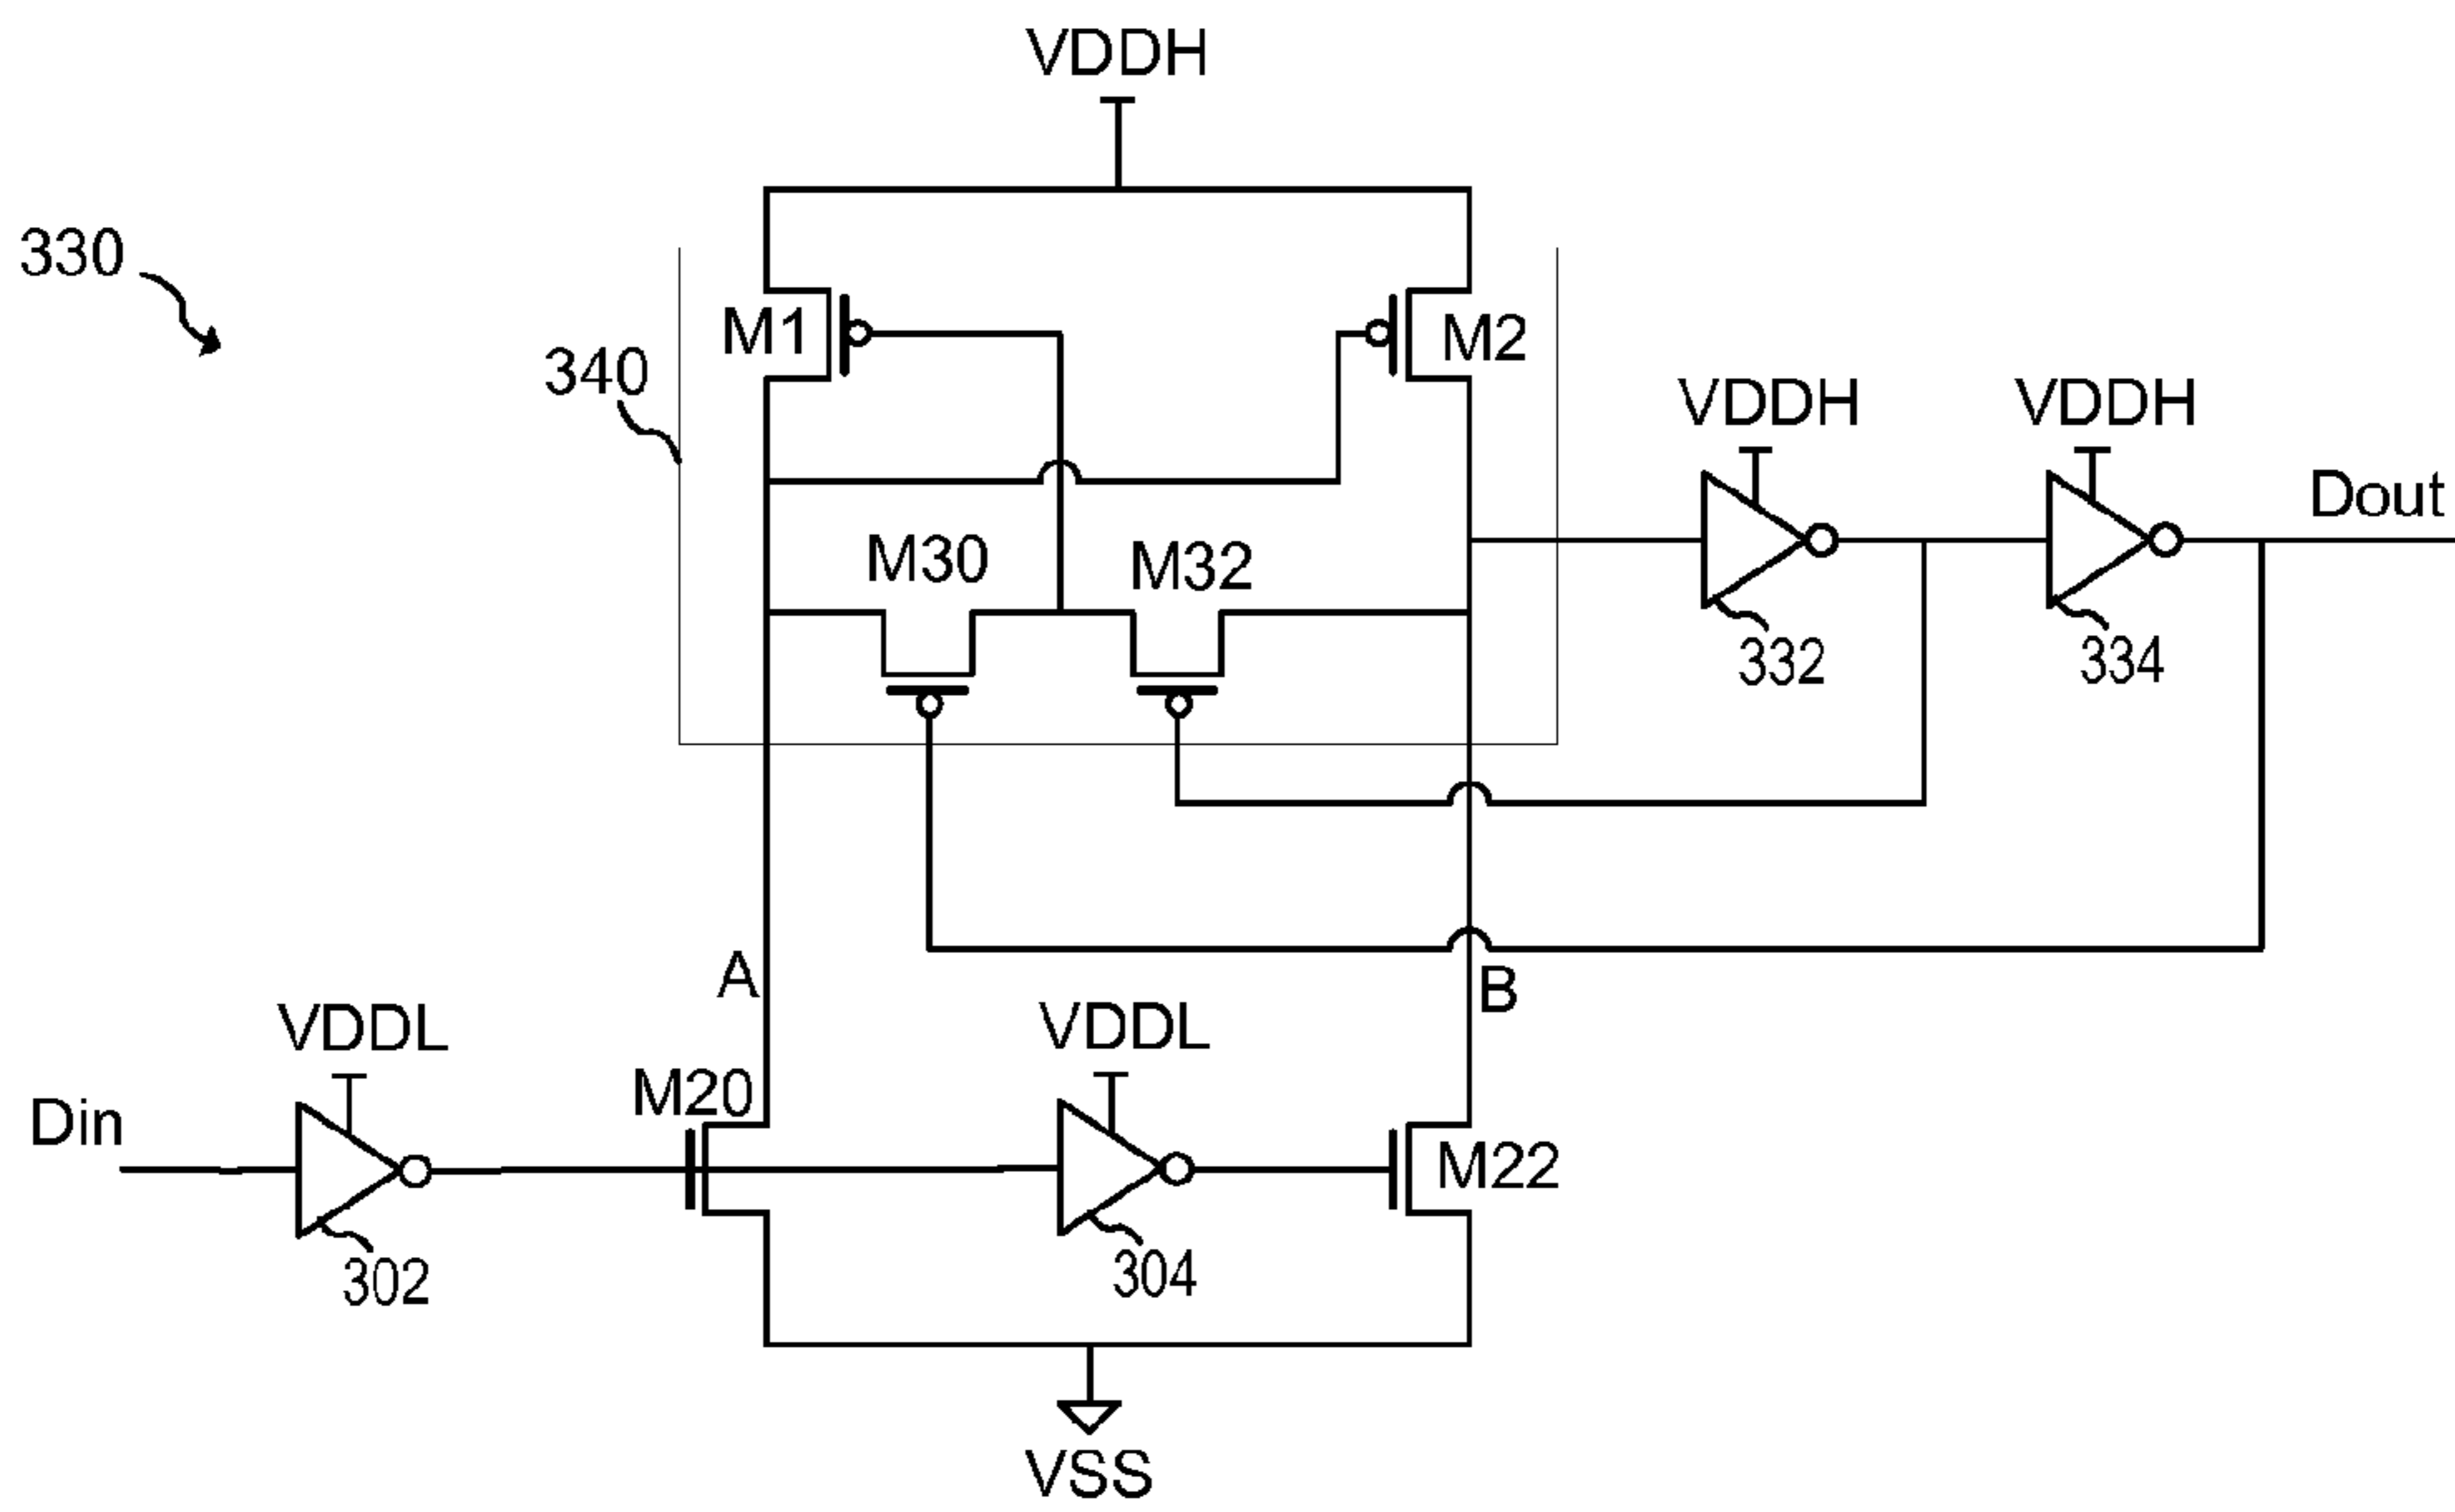 VDDH
330
M1
M2
340
VDDH
VDDH
Dout
M30
M32
332
334
A
B
VDDL
VDDL
M20
Din
M22
302
304
VSS